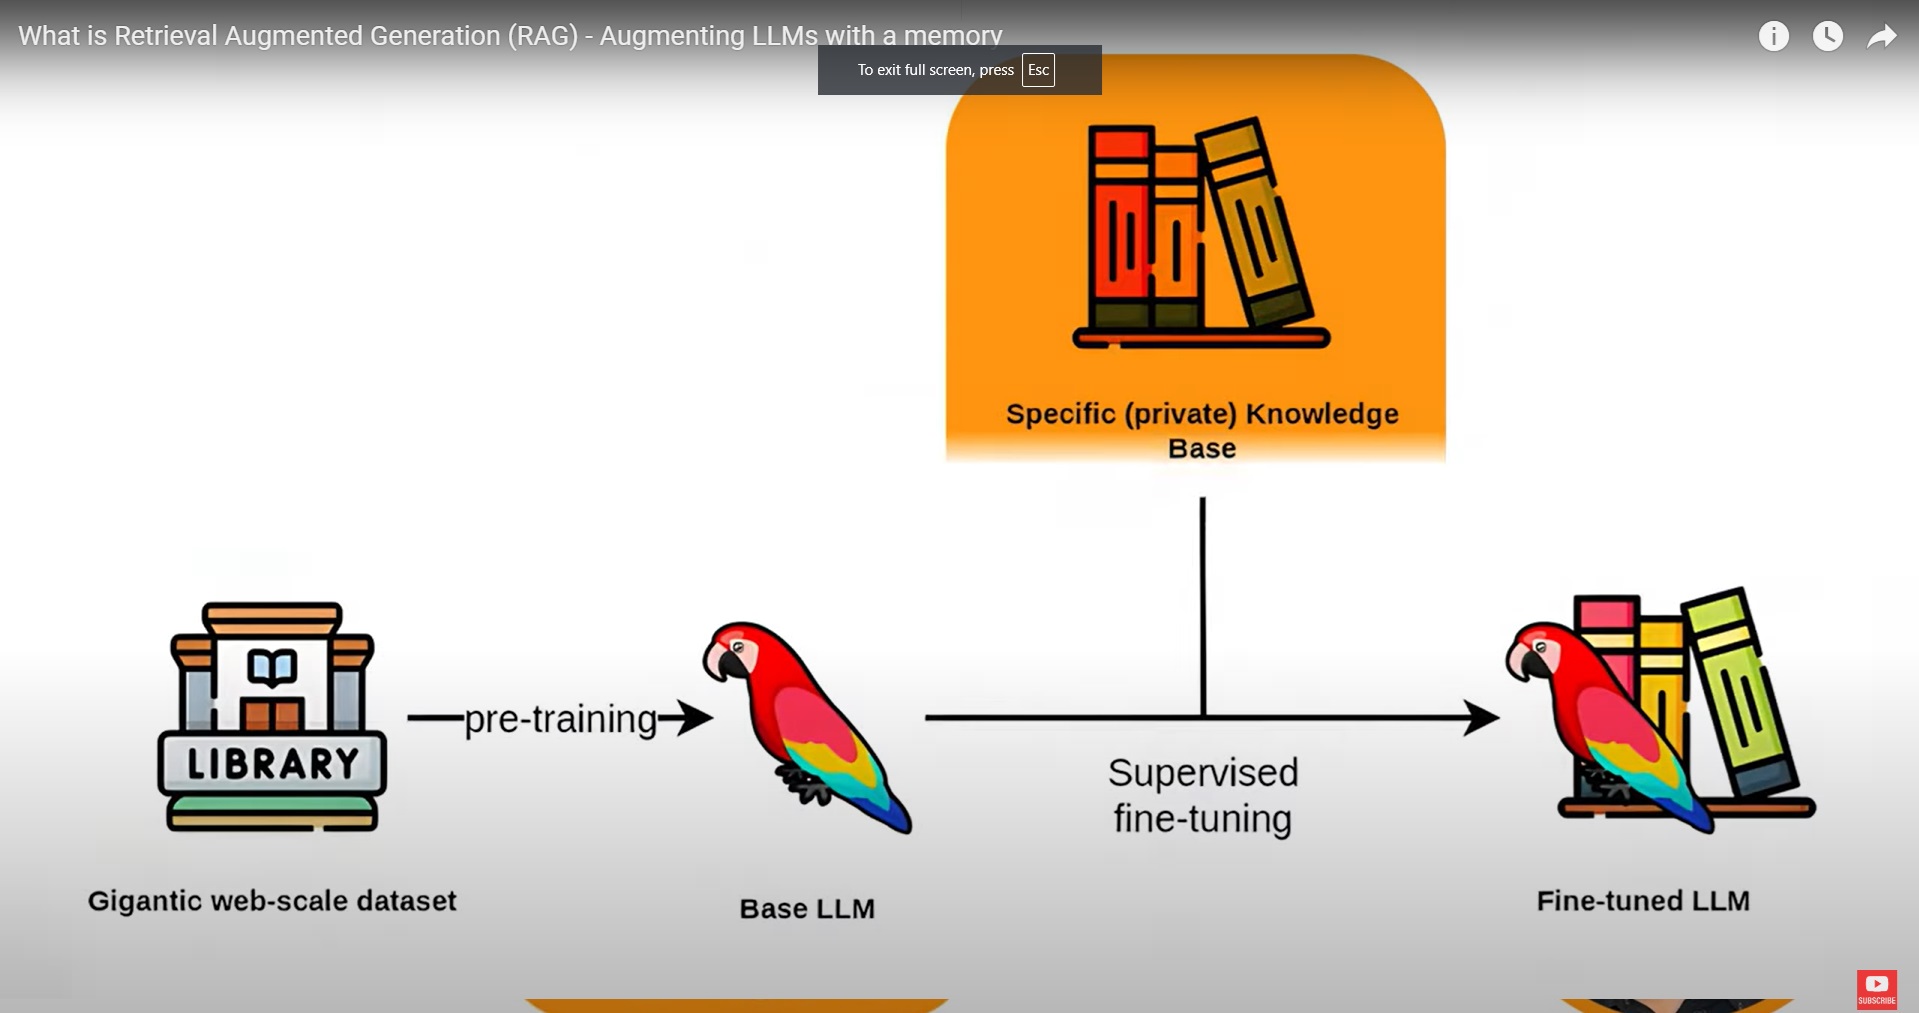 What is Retrieval Augmented Generation (RAG) - Augmenting LLMs with a memory
To exit full screen, press Esc
Specific (private) Knowledge
Base
LIBRARY
pre-training
Supervised
fine-tuning
Gigantic web-scale dataset
Base LLM
Fine-tuned LLM
SUBSCRIBE